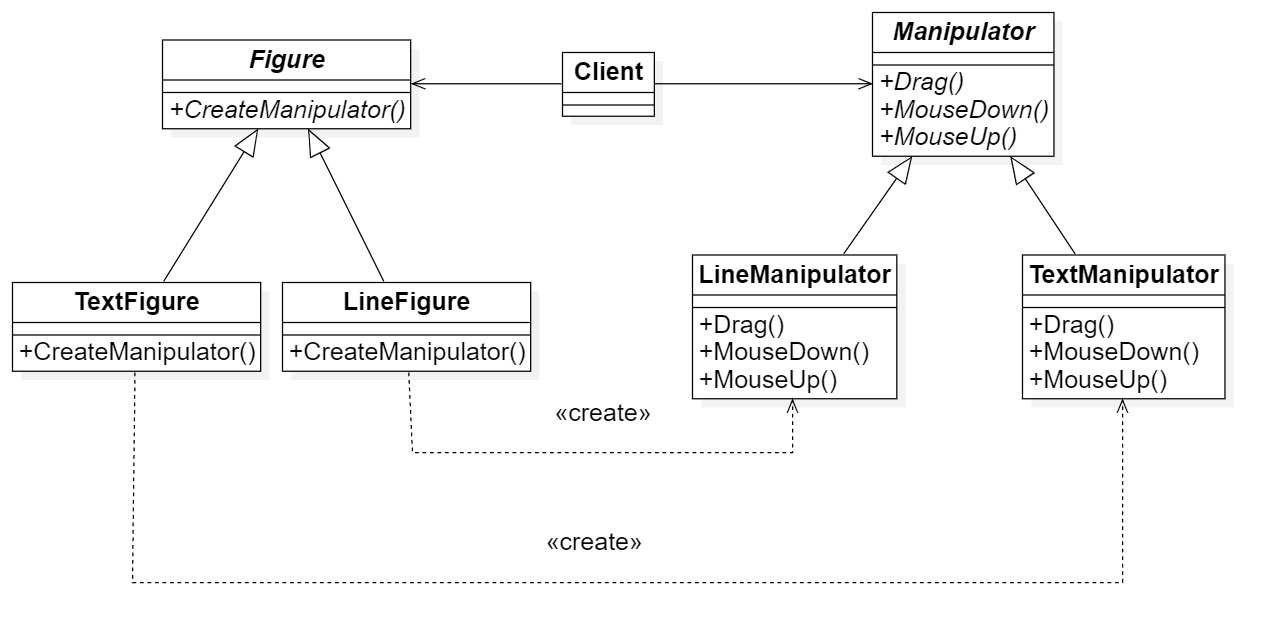 Figure
+CreateManipulator()
Client
Manipulator
+Drag()
+MouseDown()
+MouseUp()
TextFigure
+CreateManipulator()
LineFigure
+CreateManipulator()
LineManipulator
+Drag()
+MouseDown()
+MouseUp()
TextManipulator
+Drag()
+MouseDown()
+MouseUp()
«create»
«create»